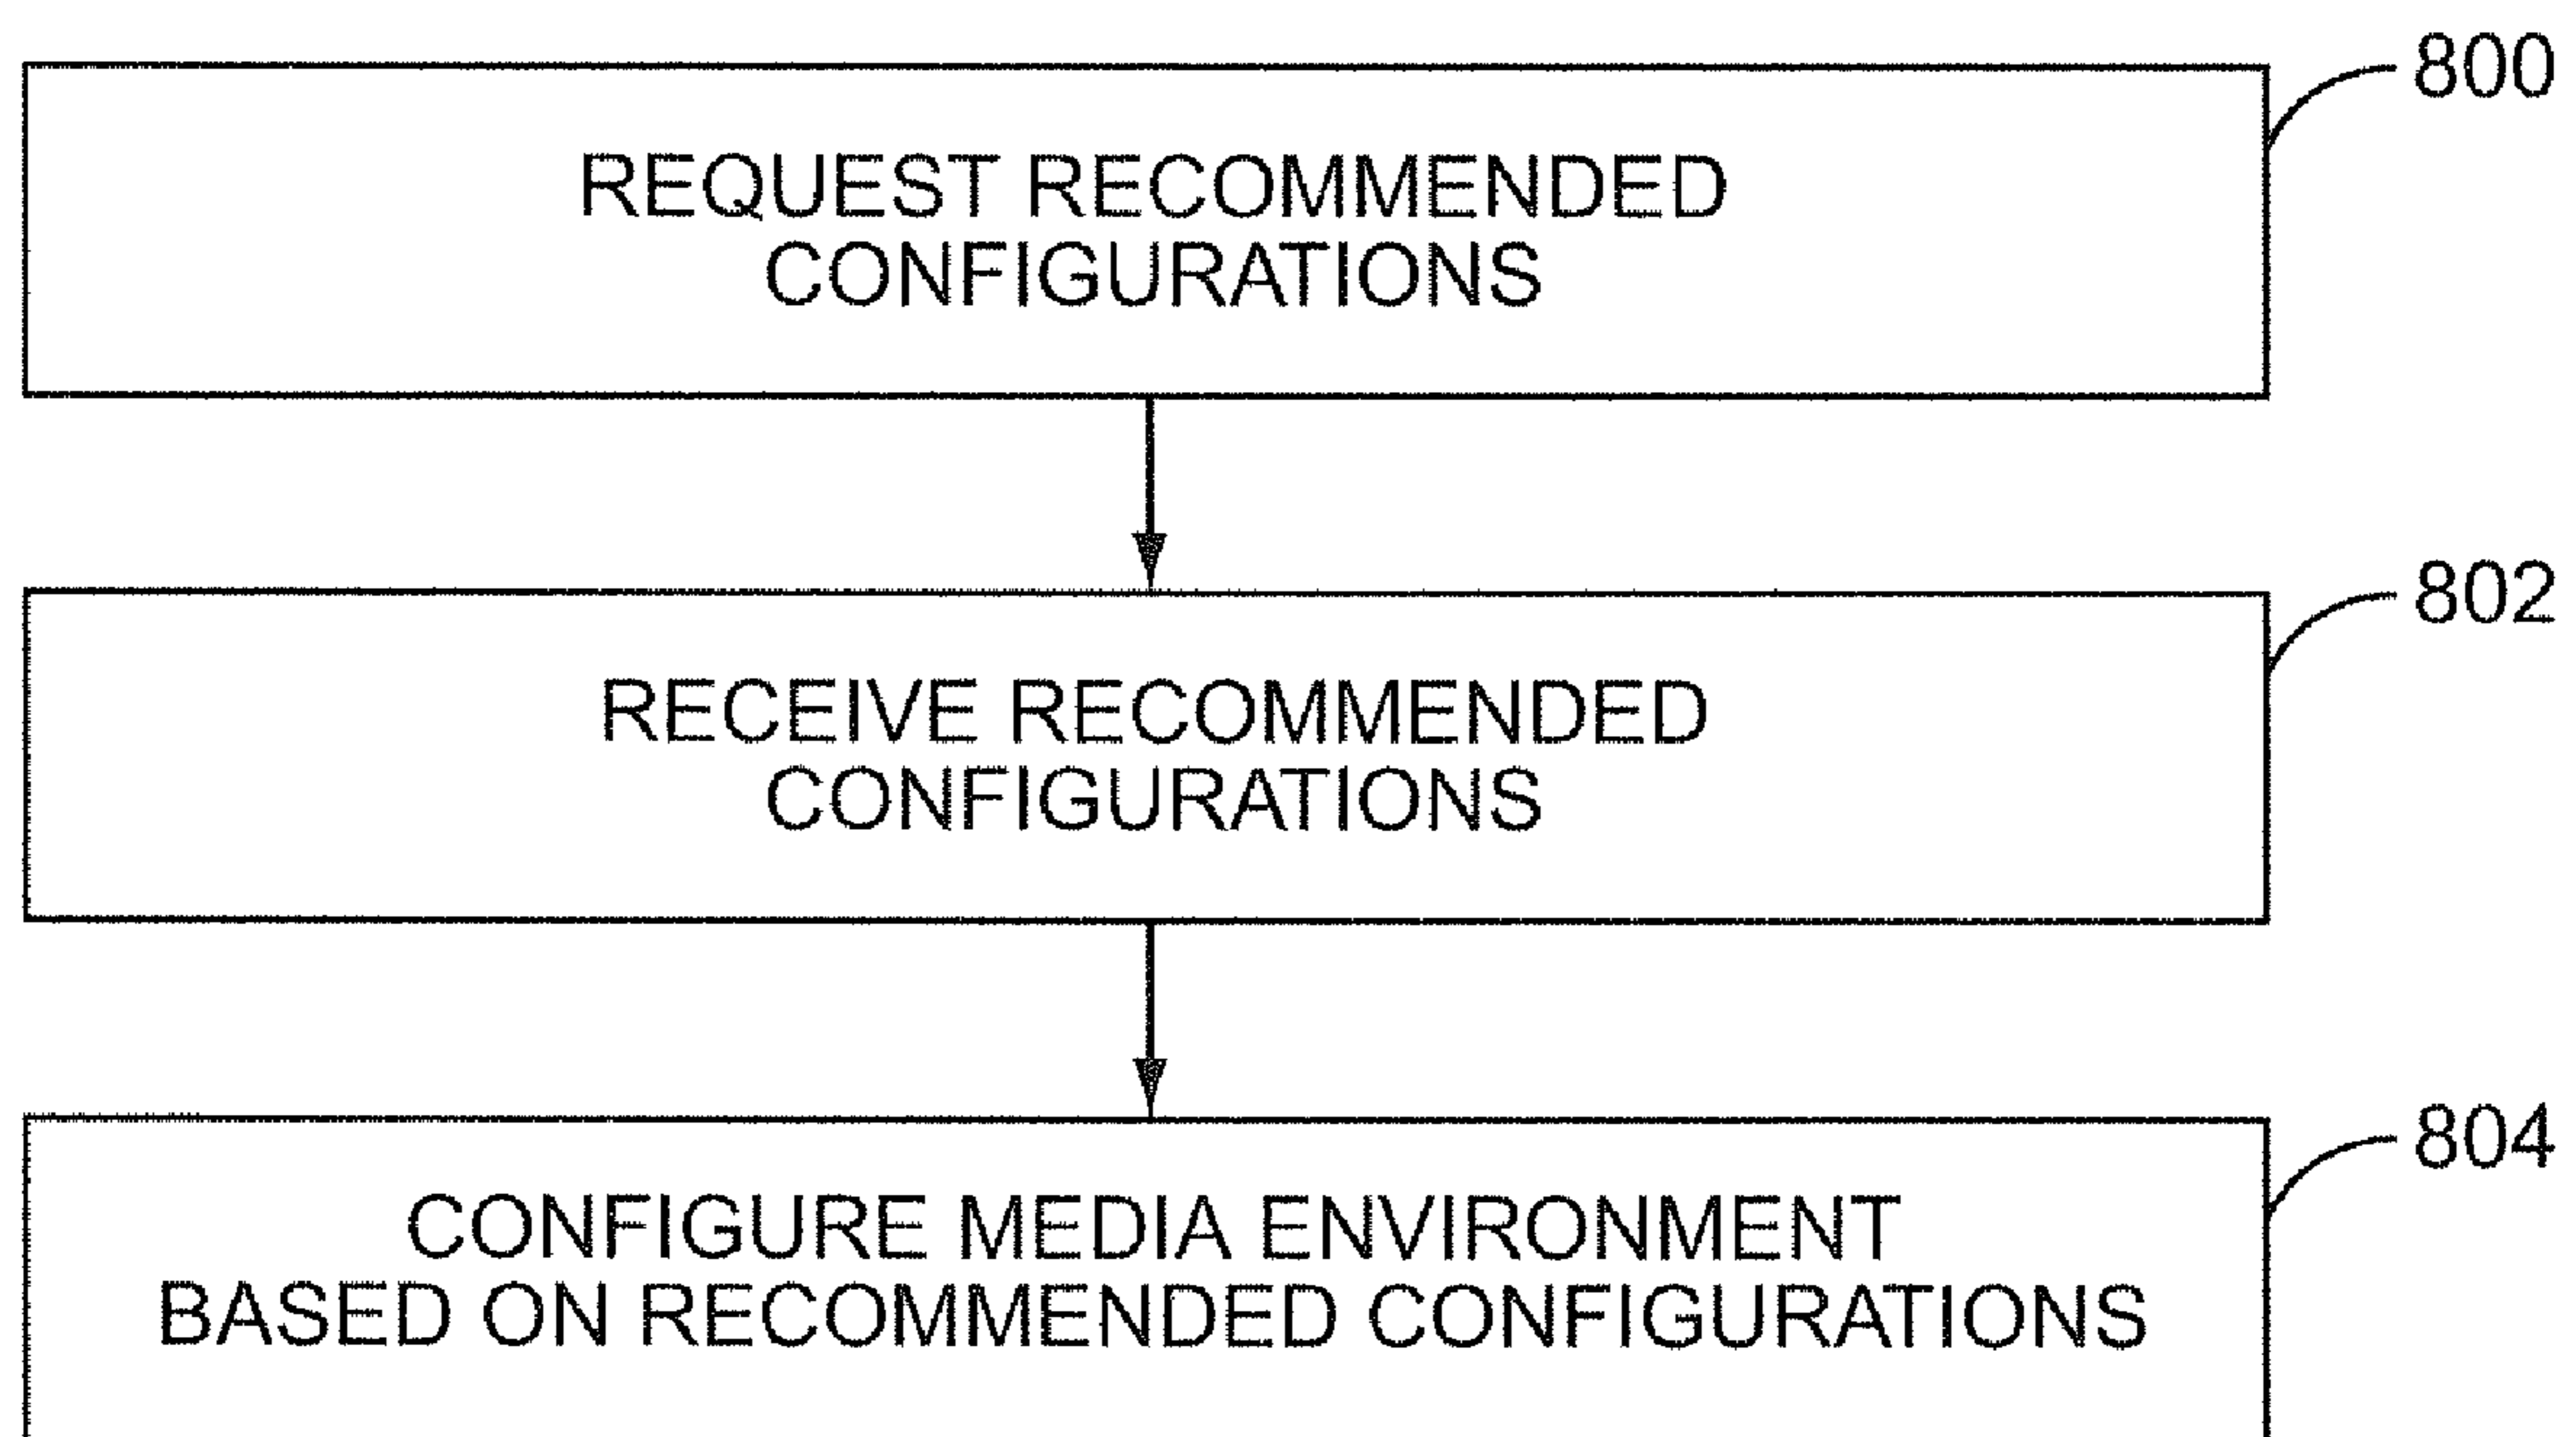 800
REQUEST RECOMMENDED
CONFIGURATIONS
802
RECEIVE RECOMMENDED
CONFIGURATIONS
804
CONFIGURE MEDIA ENVIRONMENT
BASED ON RECOMMENDED CONFIGURATIONS